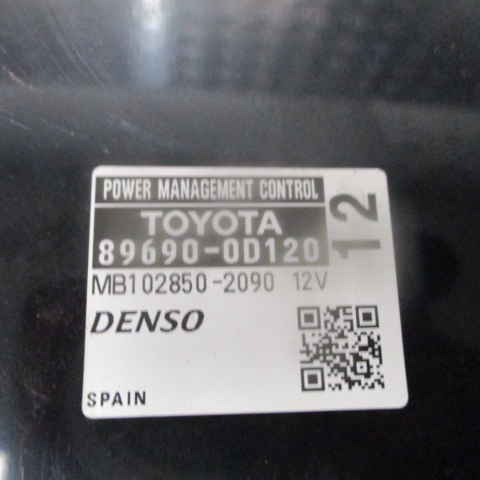 POWER MANAGEMENT CONTROL
TOYOTA
89690-0D120
12
MB102850-2090 12V
DENSO
SPAIN